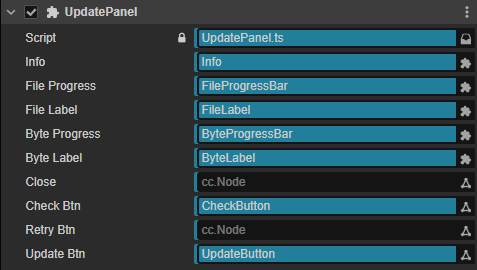 UpdatePanel
Script UpdatePanel.ts
Info Info
File Progress FileProgressBar
File Label FileLabel
Byte Progress ByteProgressBar
Byte Label ByteLabel
Close cc.Node
Check Btn CheckButton
Retry Btn cc.Node
Update Btn UpdateButton